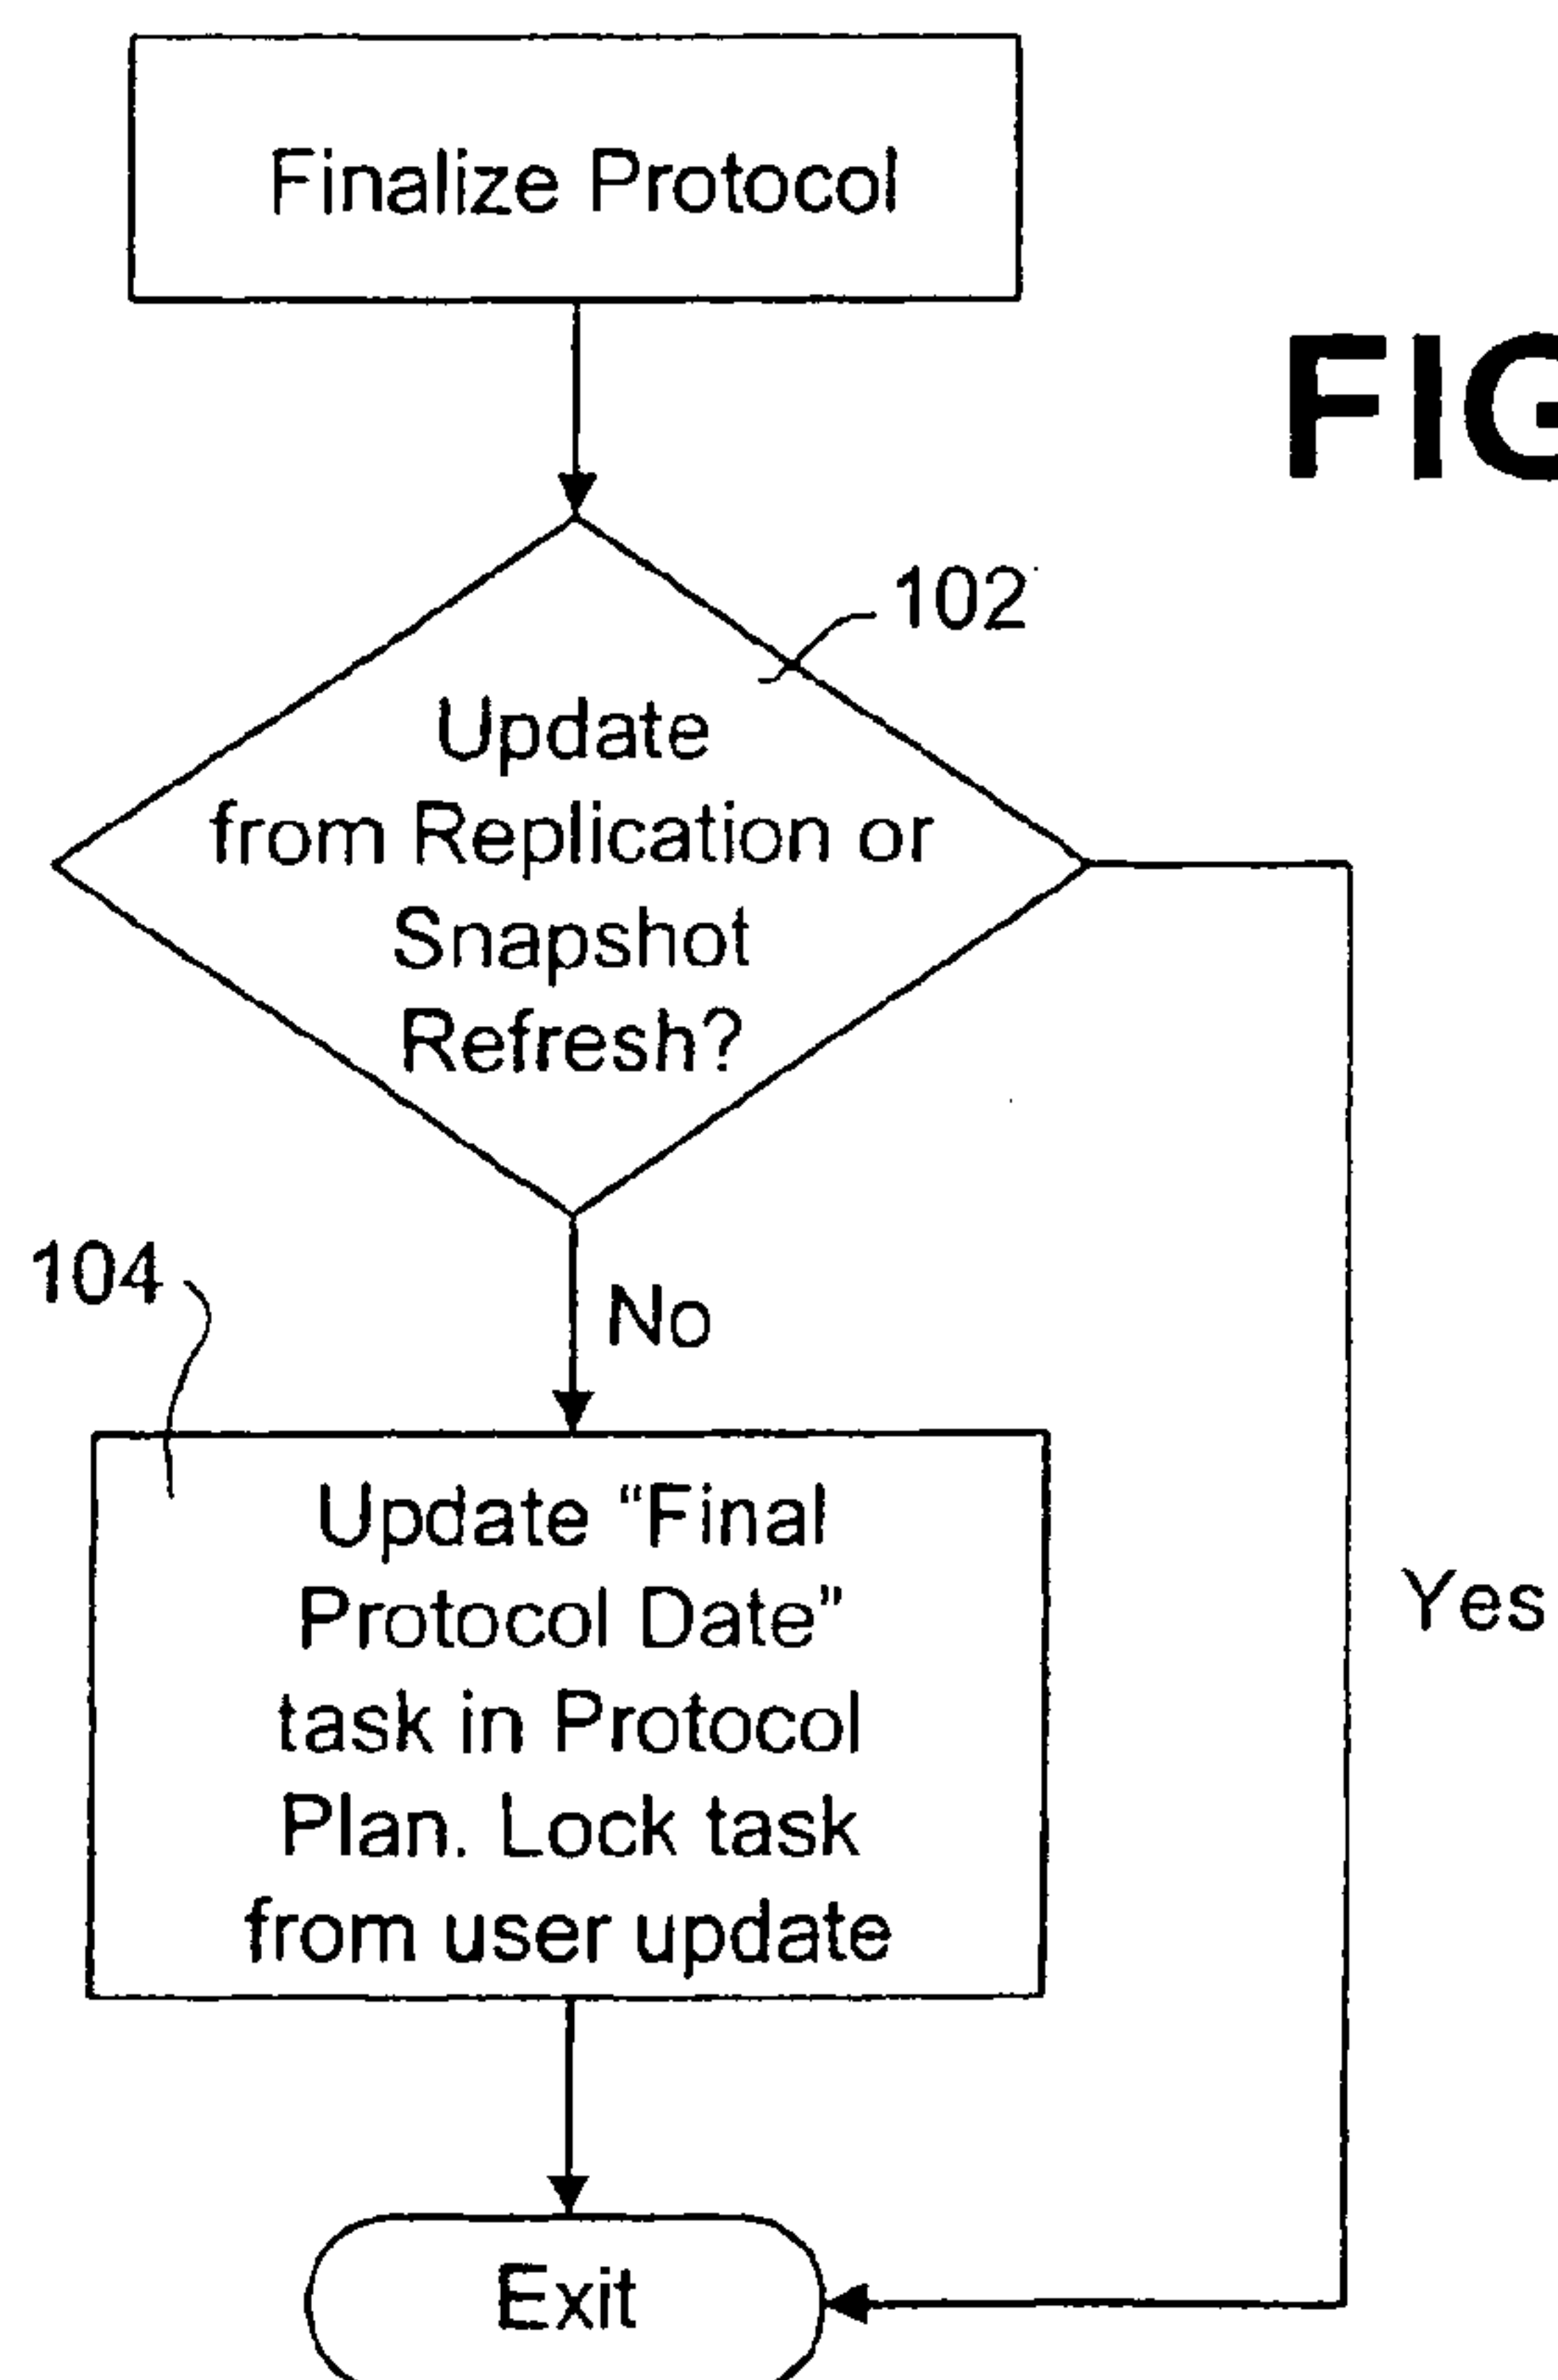 Finalize Protocol
FIG
102
Update
from Replication or
Snapshot
Refresh?
104
No
Update “Final
Protocol Date”
task in Protocol
Plan. Lock task
from user update
Yes
Exit